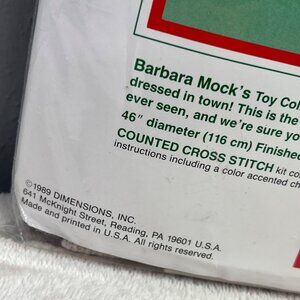 Barbara Mock's Toy Col
dressed in town! This is the
ever seen, and we're sure yo
46" diameter (116 cm) Finished
COUNTED CROSS STITCH kit co
instructions including a color accented ch
©1989 DIMENSIONS, INC.
641 McKnight Street, Reading, PA 19601 U.S.A.
Made and printed in U.S.A. All rights reserved.